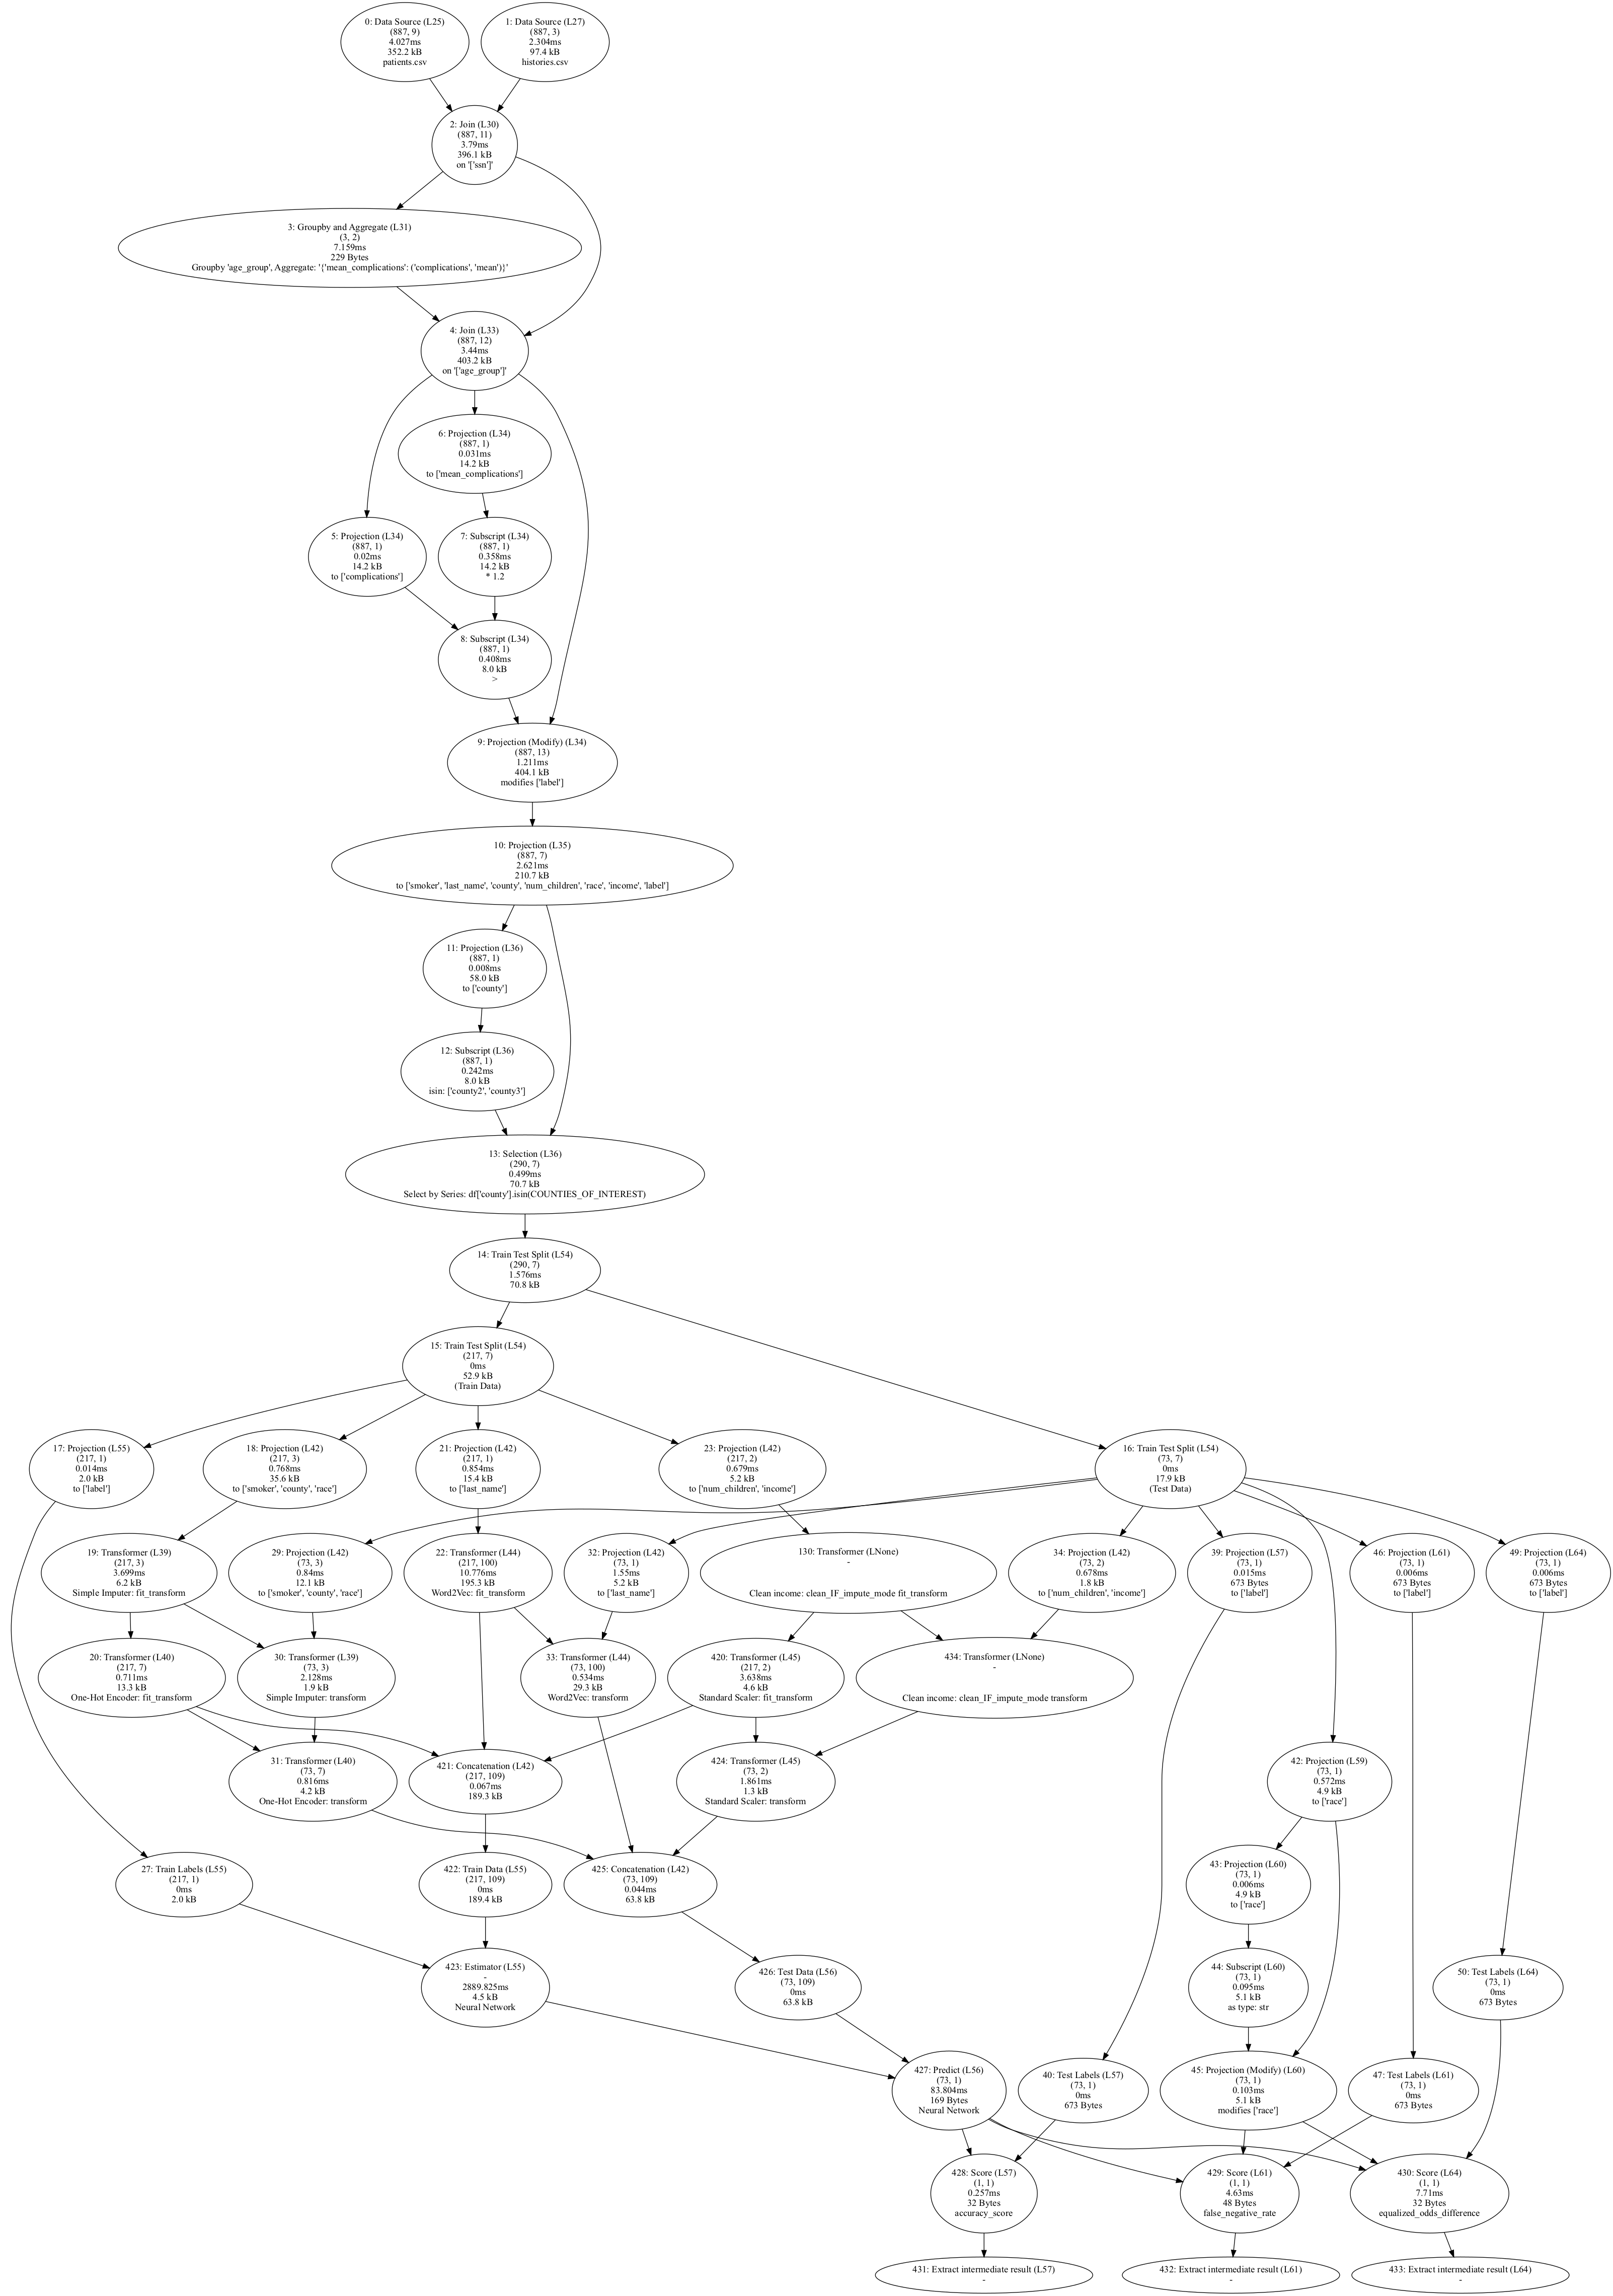 0: Data Source (L25)
(887, 9)
4.027ms
352.2 kB
patients.csv
1: Data Source (L27)
(887, 3)
2.304ms
97.4 kB
histories.csv
2: Join (L30)
(887, 11)
3.79ms
396.1 kB
on '['ssn']'
3: Groupby and Aggregate (L31)
(3, 2)
7.159ms
229 Bytes
Groupby 'age_group', Aggregate: '{'mean_complications': ('complications', 'mean')}'
4: Join (L33)
(887, 12)
3.44ms
403.2 kB
on '['age_group']'
6: Projection (L34)
(887, 1)
0.031ms
14.2 kB
to ['mean_complications']
5: Projection (L34)
(887, 1)
0.02ms
14.2 kB
to ['complications']
7: Subscript (L34)
(887, 1)
0.358ms
14.2 kB
* 1.2
8: Subscript (L34)
(887, 1)
0.408ms
8.0 kB
>
9: Projection (Modify) (L34)
(887, 13)
1.211ms
404.1 kB
modifies ['label']
10: Projection (L35)
(887, 7)
2.621ms
210.7 kB
to ['smoker', 'last_name', 'county', 'num_children', 'race', 'income', 'label']
11: Projection (L36)
(887, 1)
0.008ms
58.0 kB
to ['county']
12: Subscript (L36)
(887, 1)
0.242ms
8.0 kB
isin: ['county2', 'county3']
13: Selection (L36)
(290, 7)
0.499ms
70.7 kB
Select by Series: df['county'].isin(COUNTIES_OF_INTEREST)
14: Train Test Split (L54)
(290, 7)
1.576ms
70.8 kB
15: Train Test Split (L54)
(217, 7)
0ms
52.9 kB
(Train Data)
17: Projection (L55)
(217, 1)
0.014ms
2.0 kB
to ['label']
18: Projection (L42)
(217, 3)
0.768ms
35.6 kB
to ['smoker', 'county', 'race']
21: Projection (L42)
(217, 1)
0.854ms
15.4 kB
to ['last_name']
23: Projection (L42)
(217, 2)
0.679ms
5.2 kB
to ['num_children', 'income']
16: Train Test Split (L54)
(73, 7)
0ms
17.9 kB
(Test Data)
19: Transformer (L39)
(217, 3)
3.699ms
6.2 kB
Simple Imputer: fit_transform
29: Projection (L42)
(73, 3)
0.84ms
12.1 kB
to ['smoker', 'county', 'race']
22: Transformer (L44)
(217, 100)
10.776ms
195.3 kB
Word2Vec: fit_transform
32: Projection (L42)
(73, 1)
1.55ms
5.2 kB
to ['last_name']
130: Transformer (LNone)
-
Clean income: clean_IF_impute_mode fit_transform
34: Projection (L42)
(73, 2)
0.678ms
1.8 kB
to ['num_children', 'income']
39: Projection (L57)
(73, 1)
0.015ms
673 Bytes
to ['label']
46: Projection (L61)
(73, 1)
0.006ms
673 Bytes
to ['label']
49: Projection (L64)
(73, 1)
0.006ms
673 Bytes
to ['label']
20: Transformer (L40)
(217, 7)
0.711ms
13.3 kB
One-Hot Encoder: fit_transform
30: Transformer (L39)
(73, 3)
2.128ms
1.9 kB
Simple Imputer: transform
33: Transformer (L44)
(73, 100)
0.534ms
29.3 kB
Word2Vec: transform
420: Transformer (L45)
(217, 2)
3.638ms
4.6 kB
Standard Scaler: fit_transform
434: Transformer (LNone)
-
Clean income: clean_IF_impute_mode transform
31: Transformer (L40)
(73, 7)
0.816ms
4.2 kB
One-Hot Encoder: transform
421: Concatenation (L42)
(217, 109)
0.067ms
189.3 kB
424: Transformer (L45)
(73, 2)
1.861ms
1.3 kB
Standard Scaler: transform
42: Projection (L59)
(73, 1)
0.572ms
4.9 kB
to ['race']
27: Train Labels (L55)
(217, 1)
0ms
2.0 kB
422: Train Data (L55)
(217, 109)
0ms
189.4 kB
425: Concatenation (L42)
(73, 109)
0.044ms
63.8 kB
43: Projection (L60)
(73, 1)
0.006ms
4.9 kB
to ['race']
423: Estimator (L55)
-
2889.825ms
4.5 kB
Neural Network
426: Test Data (L56)
(73, 109)
0ms
63.8 kB
44: Subscript (L60)
(73, 1)
0.095ms
5.1 kB
as type: str
50: Test Labels (L64)
(73, 1)
0ms
673 Bytes
427: Predict (L56)
(73, 1)
83.804ms
169 Bytes
Neural Network
40: Test Labels (L57)
(73, 1)
0ms
673 Bytes
45: Projection (Modify) (L60)
(73, 1)
0.103ms
5.1 kB
modifies ['race']
47: Test Labels (L61)
(73, 1)
0ms
673 Bytes
428: Score (L57)
(1, 1)
0.257ms
32 Bytes
accuracy_score
429: Score (L61)
(1, 1)
4.63ms
48 Bytes
false_negative_rate
430: Score (L64)
(1, 1)
7.71ms
32 Bytes
equalized_odds_difference
431: Extract intermediate result (L57)
-
432: Extract intermediate result (L61)
-
433: Extract intermediate result (L64)
-